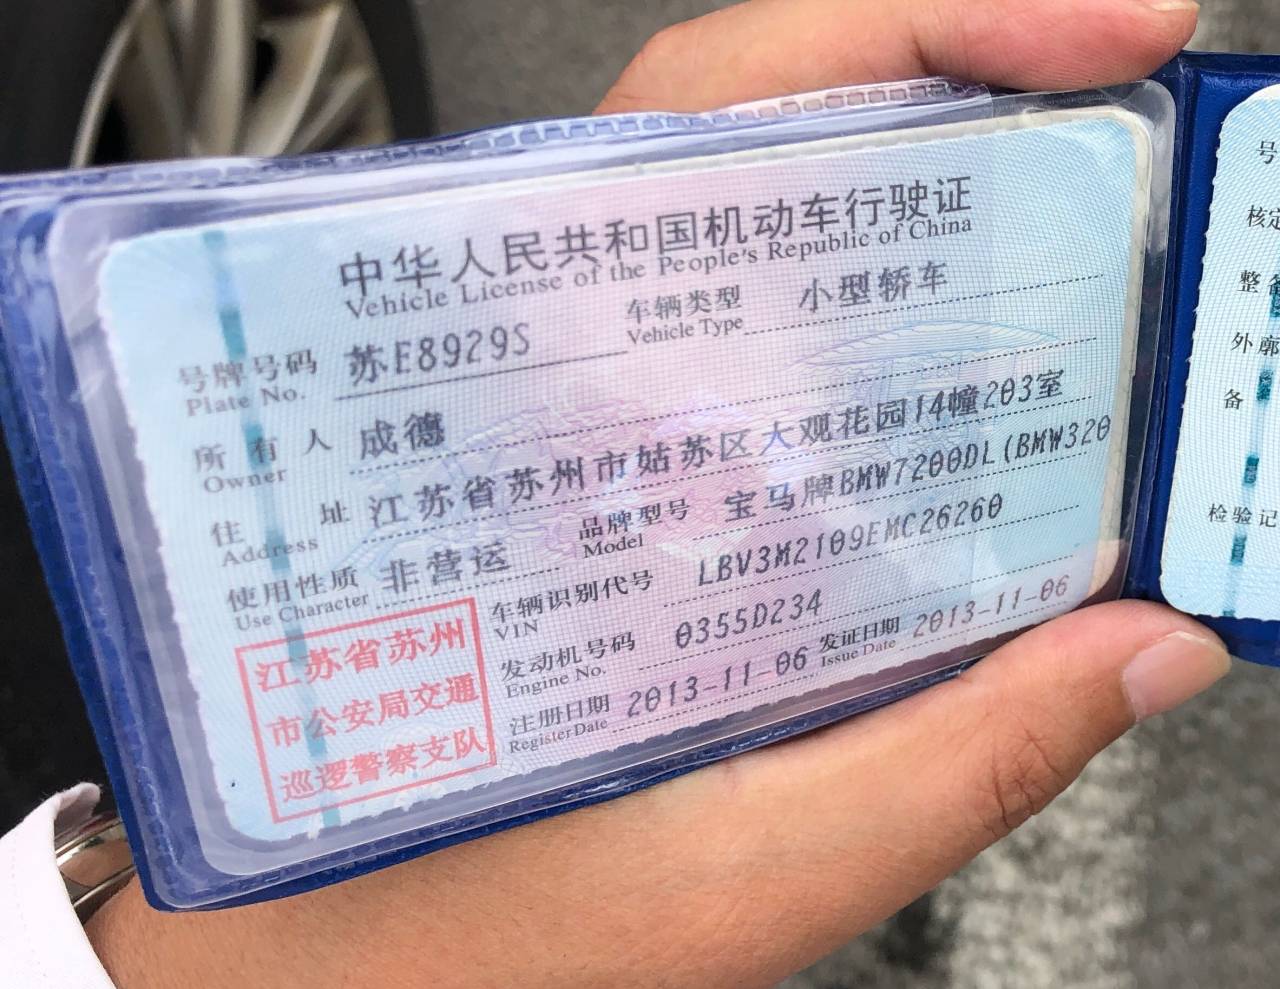 中华人民共和国机动车行驶证
Vehicle License of the People's Republic of China
号牌号码 苏E8929S 车辆类型 小型轿车
Plate No. Vehicle Type
所有人 成德
Owner
住址 江苏省苏州市姑苏区大观花园14幢203室
Address
使用性质 非营运 品牌型号 宝马牌BMW7200DL(BMW320
Use Character Model
车辆识别代号 LBV3M2109EMC26260
VIN
发动机号码 0355D234
Engine No.
注册日期 2013-11-06 发证日期 2013-11-06
Register Date Issue Date
江苏省苏州
市公安局交通
巡逻警察支队
号
核定
整备
外廓
备
检验记